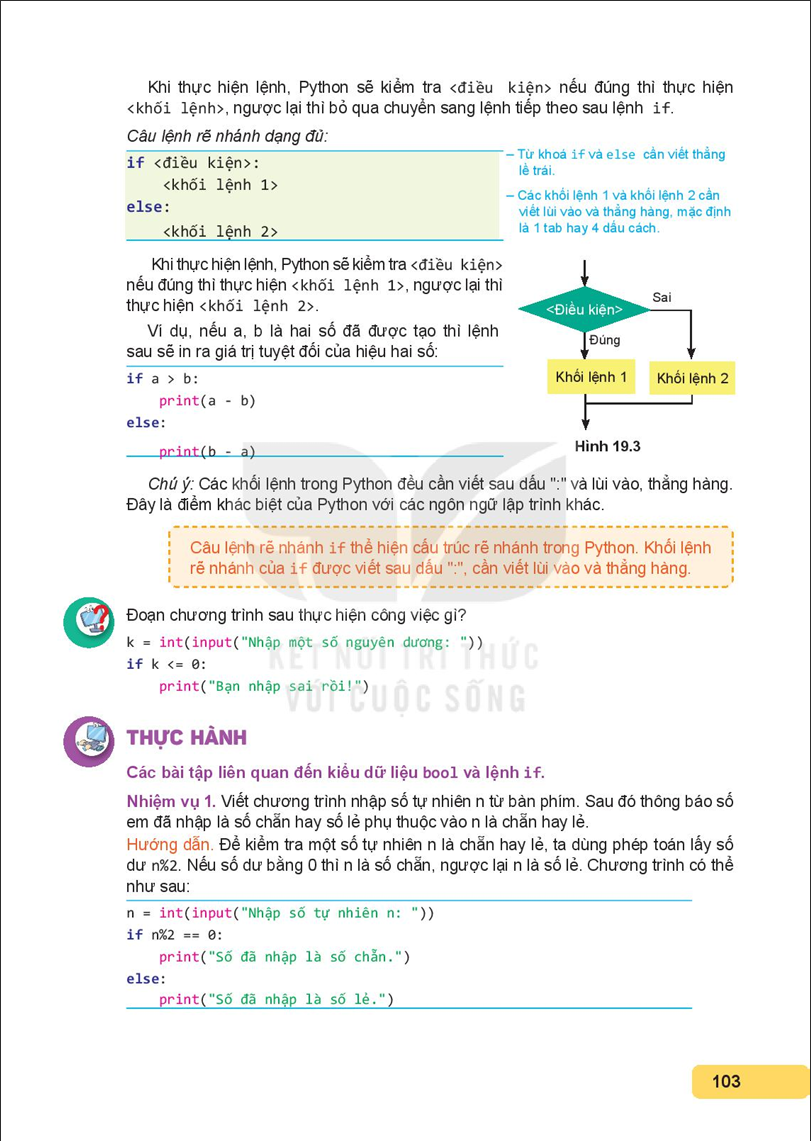 Khi thực hiện lệnh, Python sẽ kiểm tra <điều kiện> nếu đúng thì thực hiện
<khối lệnh>, ngược lại thì bỏ qua chuyển sang lệnh tiếp theo sau lệnh if.
Câu lệnh rẽ nhánh dạng đủ:
if <điều kiện>:
    <khối lệnh 1>
else:
    <khối lệnh 2>
– Từ khoá if và else cần viết thẳng
lề trái.
– Các khối lệnh 1 và khối lệnh 2 cần
viết lùi vào và thẳng hàng, mặc định
là 1 tab hay 4 dấu cách.
Khi thực hiện lệnh, Python sẽ kiểm tra <điều kiện>
nếu đúng thì thực hiện <khối lệnh 1>, ngược lại thì
thực hiện <khối lệnh 2>.
Ví dụ, nếu a, b là hai số đã được tạo thì lệnh
sau sẽ in ra giá trị tuyệt đối của hiệu hai số:
if a > b:
    print(a - b)
else:
    print(b - a)
<Điều kiện>
Sai
Đúng
Khối lệnh 1
Khối lệnh 2
Hình 19.3
Chú ý: Các khối lệnh trong Python đều cần viết sau dấu ":" và lùi vào, thẳng hàng.
Đây là điểm khác biệt của Python với các ngôn ngữ lập trình khác.
Câu lệnh rẽ nhánh if thể hiện cấu trúc rẽ nhánh trong Python. Khối lệnh
rẽ nhánh của if được viết sau dấu ":", cần viết lùi vào và thẳng hàng.
?
Đoạn chương trình sau thực hiện công việc gì?
k = int(input("Nhập một số nguyên dương: "))
if k <= 0:
    print("Bạn nhập sai rồi!")
KẾT NỐI TRI THỨC
VỚI CUỘC SỐNG
THỰC HÀNH
Các bài tập liên quan đến kiểu dữ liệu bool và lệnh if.
Nhiệm vụ 1. Viết chương trình nhập số tự nhiên n từ bàn phím. Sau đó thông báo số
em đã nhập là số chẵn hay số lẻ phụ thuộc vào n là chẵn hay lẻ.
Hướng dẫn. Để kiểm tra một số tự nhiên n là chẵn hay lẻ, ta dùng phép toán lấy số
dư n%2. Nếu số dư bằng 0 thì n là số chẵn, ngược lại n là số lẻ. Chương trình có thể
như sau:
n = int(input("Nhập số tự nhiên n: "))
if n%2 == 0:
    print("Số đã nhập là số chẵn.")
else:
    print("Số đã nhập là số lẻ.")
103